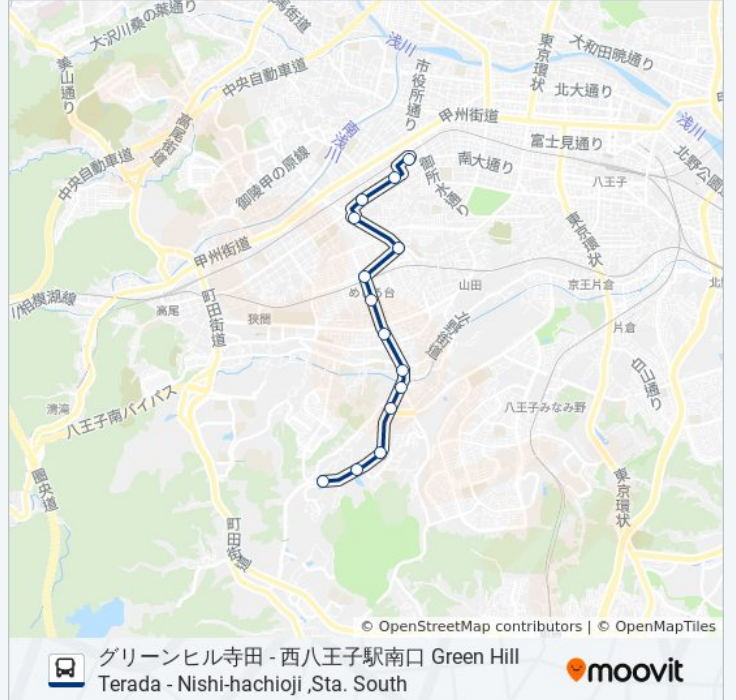 大沢川桑の葉通り
美山通り
中央自動車道
浅川
市役所通り
東京環状
大和田暁通り
北大通り
高尾街道
南浅川
甲州街道
富士見通り
浅川
中央自動車道
御陵甲の原線
御所水通り
南大通り
八王子
甲州街道
東京環状
めじろ台
山田
京王片倉
高尾
町田街道
狭間
北野街道
片倉
白山通り
八王子南バイパス
八王子みなみ野
圏央道
東京環状
町田街道
© OpenStreetMap contributors | © OpenMapTiles
グリーンヒル寺田 - 西八王子駅南口 Green Hill
Terada - Nishi-hachioji ,Sta. South
moovit